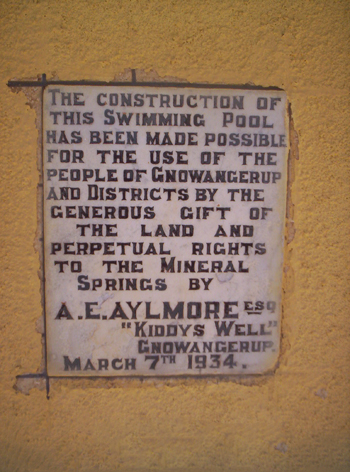 THE CONSTRUCTION OF
THIS SWIMMING POOL
HAS BEEN MADE POSSIBLE
FOR THE USE OF THE
PEOPLE OF GNOWANGERUP
AND DISTRICTS BY THE
GENEROUS GIFT OF
THE LAND AND
PERPETUAL RIGHTS
TO THE MINERAL
SPRINGS BY
A.E.AYLMORE ESQ
"KIDDYS WELL"
GNOWANGERUP.
MARCH 7TH 1934.